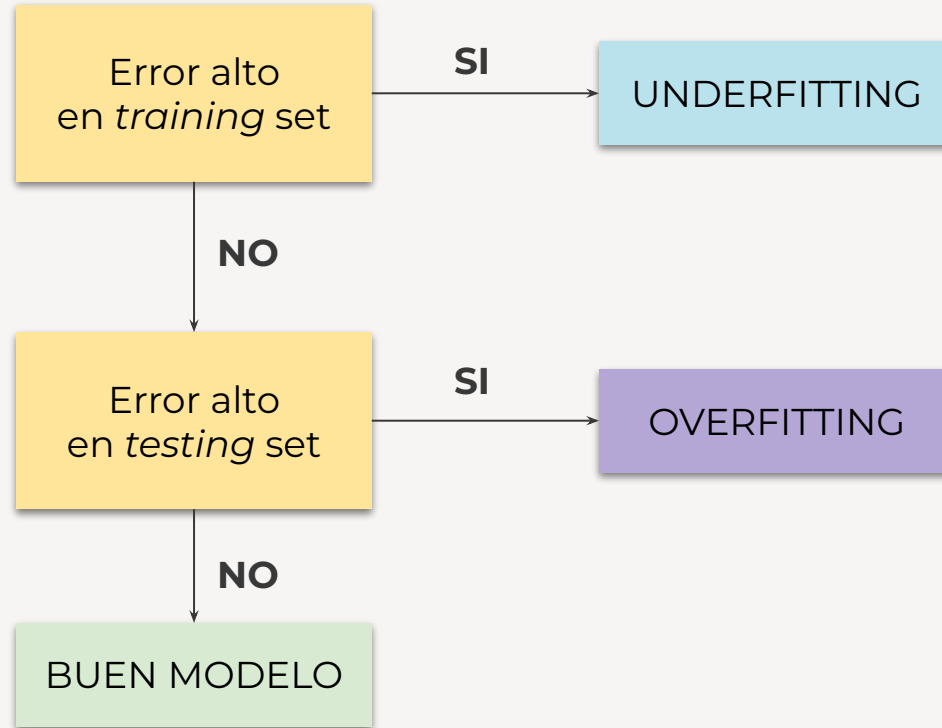 Error alto
en training set
SI
UNDERFITTING
NO
Error alto
en testing set
SI
OVERFITTING
NO
BUEN MODELO